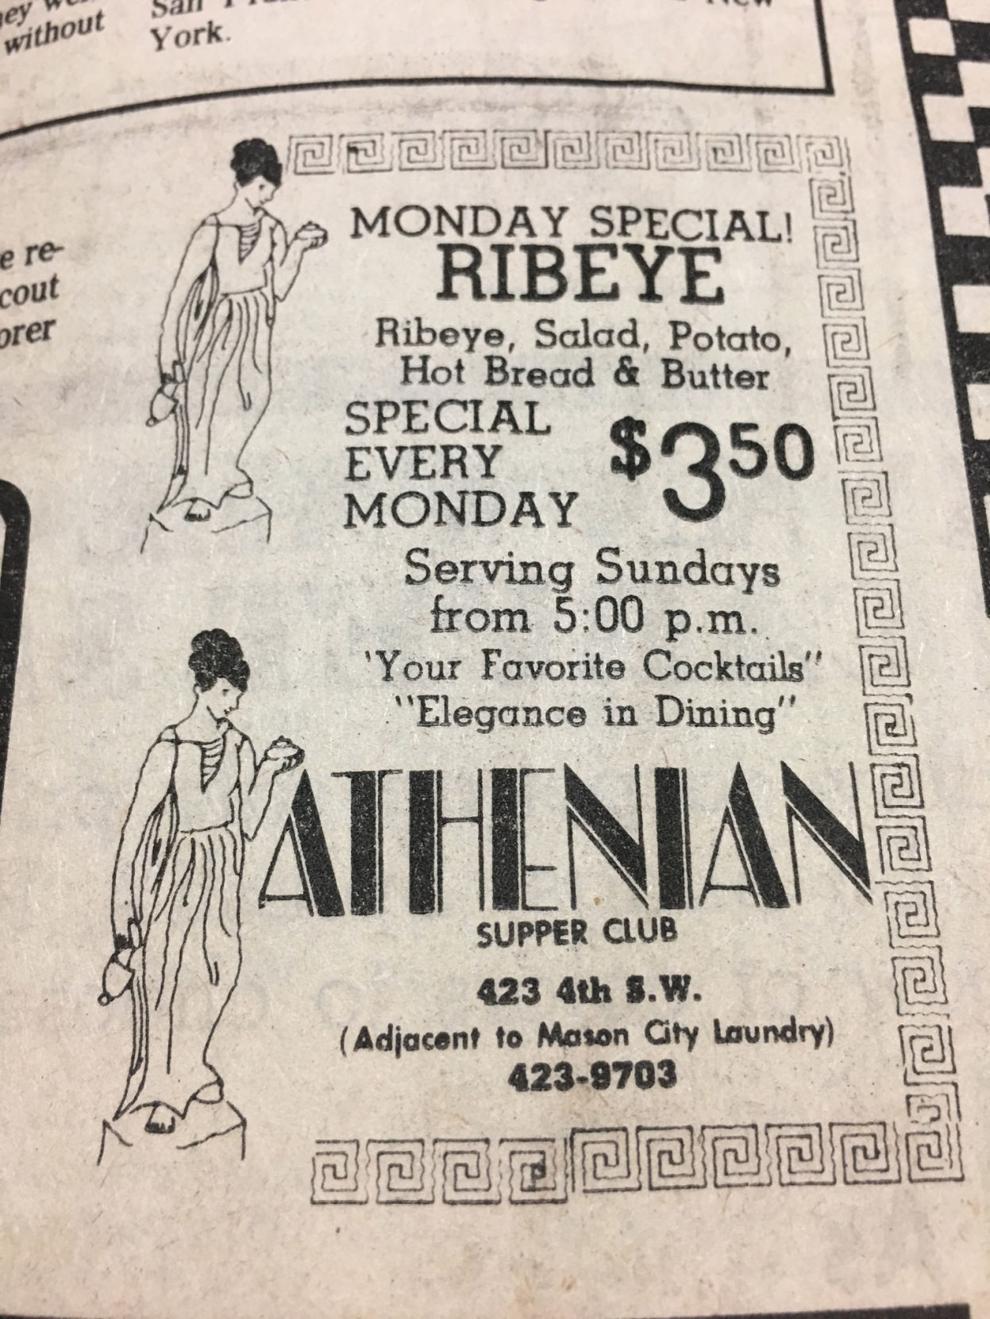 without
San
New
York.
e re-
cout
orer
MONDAY SPECIAL!
RIBEYE
Ribeye, Salad, Potato,
Hot Bread & Butter
SPECIAL
EVERY
MONDAY
$3.50
Serving Sundays
from 5:00 p.m.
'Your Favorite Cocktails"
"Elegance in Dining"
ATHENIAN
SUPPER CLUB
423 4th S.W.
(Adjacent to Mason City Laundry)
423-9703